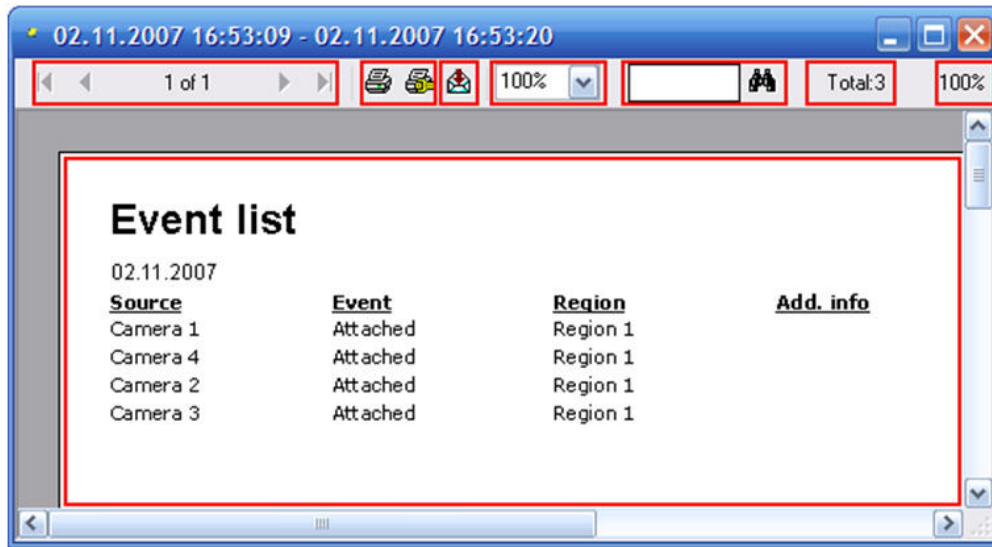 02.11.2007 16:53:09 - 02.11.2007 16:53:20
1 of 1 100% Total:3 100%
Event list
02.11.2007
Source Event Region Add. info
Camera 1 Attached Region 1
Camera 4 Attached Region 1
Camera 2 Attached Region 1
Camera 3 Attached Region 1